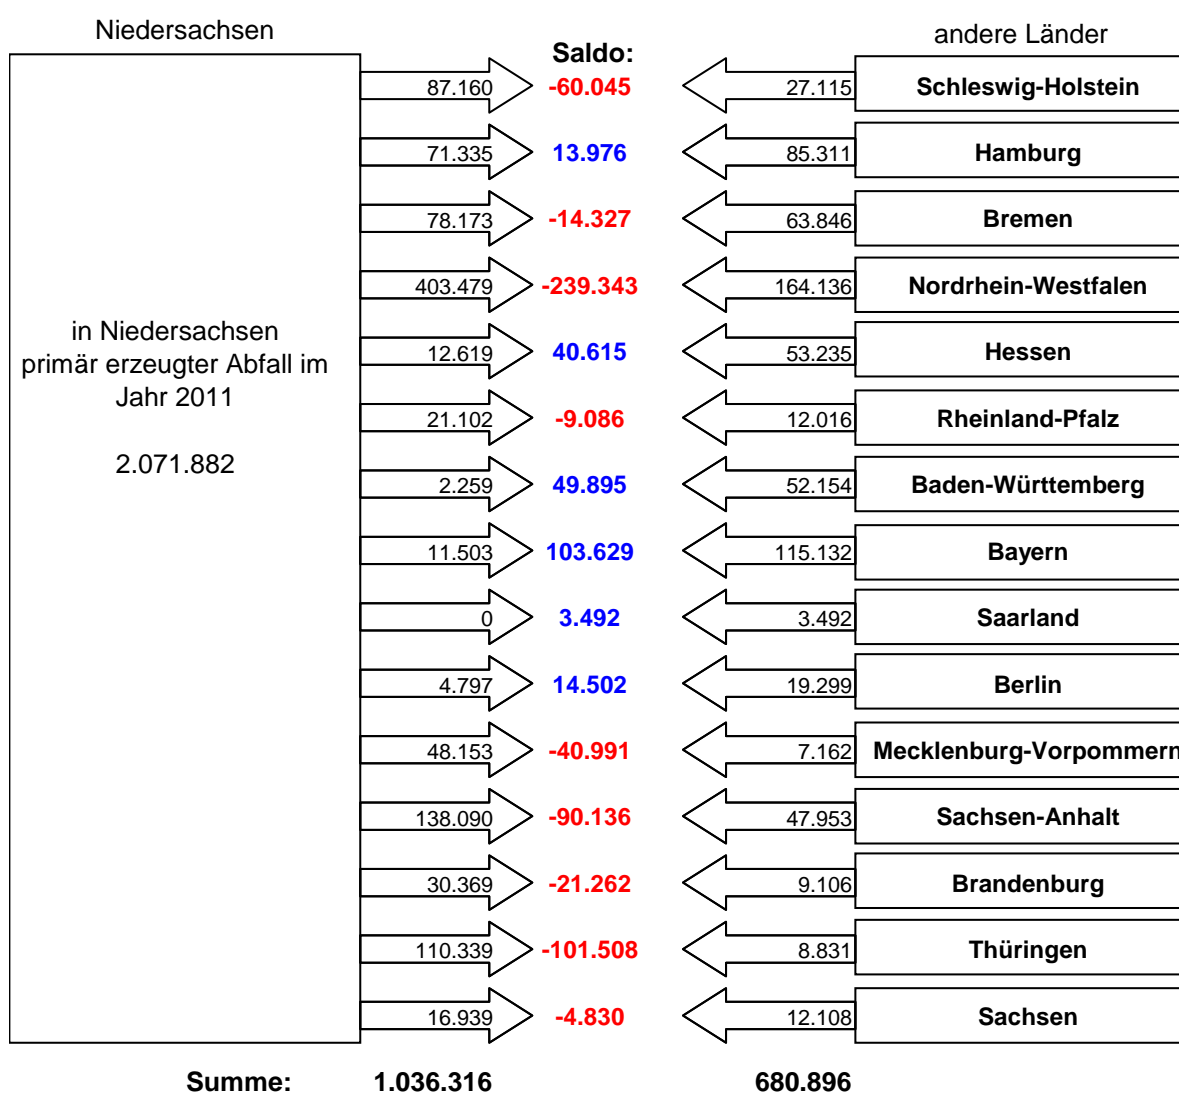 Niedersachsen
andere Länder
Saldo:
87.160 -60.045 27.115 Schleswig-Holstein
71.335 13.976 85.311 Hamburg
78.173 -14.327 63.846 Bremen
403.479 -239.343 164.136 Nordrhein-Westfalen
in Niedersachsen
primär erzeugter Abfall im
Jahr 2011
2.071.882
12.619 40.615 53.235 Hessen
21.102 -9.086 12.016 Rheinland-Pfalz
2.259 49.895 52.154 Baden-Württemberg
11.503 103.629 115.132 Bayern
0 3.492 3.492 Saarland
4.797 14.502 19.299 Berlin
48.153 -40.991 7.162 Mecklenburg-Vorpommern
138.090 -90.136 47.953 Sachsen-Anhalt
30.369 -21.262 9.106 Brandenburg
110.339 -101.508 8.831 Thüringen
16.939 -4.830 12.108 Sachsen
Summe: 1.036.316 680.896